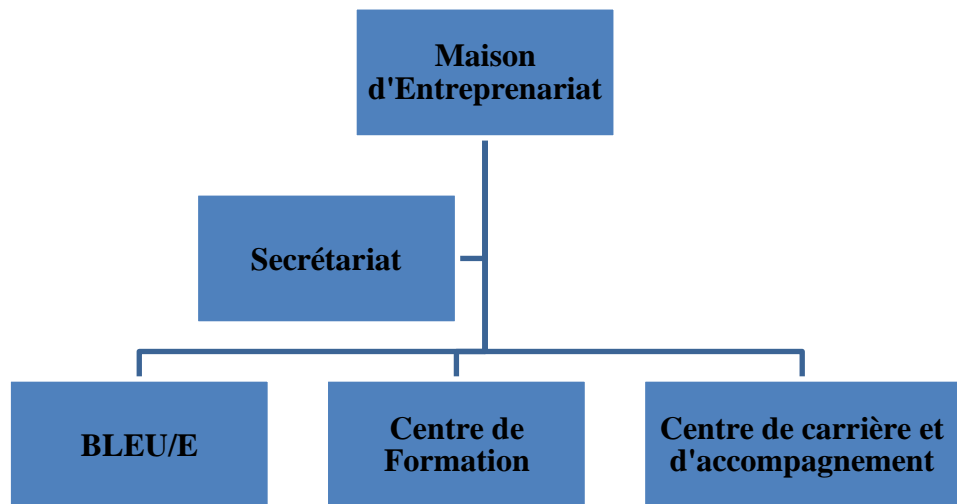 Maison
d'Entreprenariat
Secrétariat
BLEU/E
Centre de
Formation
Centre de carrière et
d'accompagnement